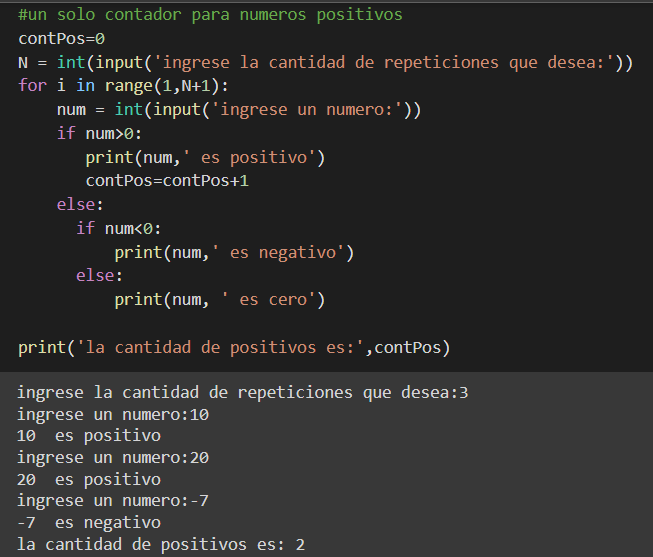 #un solo contador para numeros positivos
contPos=0
N = int(input('ingrese la cantidad de repeticiones que desea:'))
for i in range(1,N+1):
    num = int(input('ingrese un numero:'))
    if num>0:
       print(num,' es positivo')
       contPos=contPos+1
    else:
      if num<0:
          print(num,' es negativo')
      else:
          print(num, ' es cero')

print('la cantidad de positivos es:',contPos)
ingrese la cantidad de repeticiones que desea:3
ingrese un numero:10
10  es positivo
ingrese un numero:20
20  es positivo
ingrese un numero:-7
-7  es negativo
la cantidad de positivos es: 2